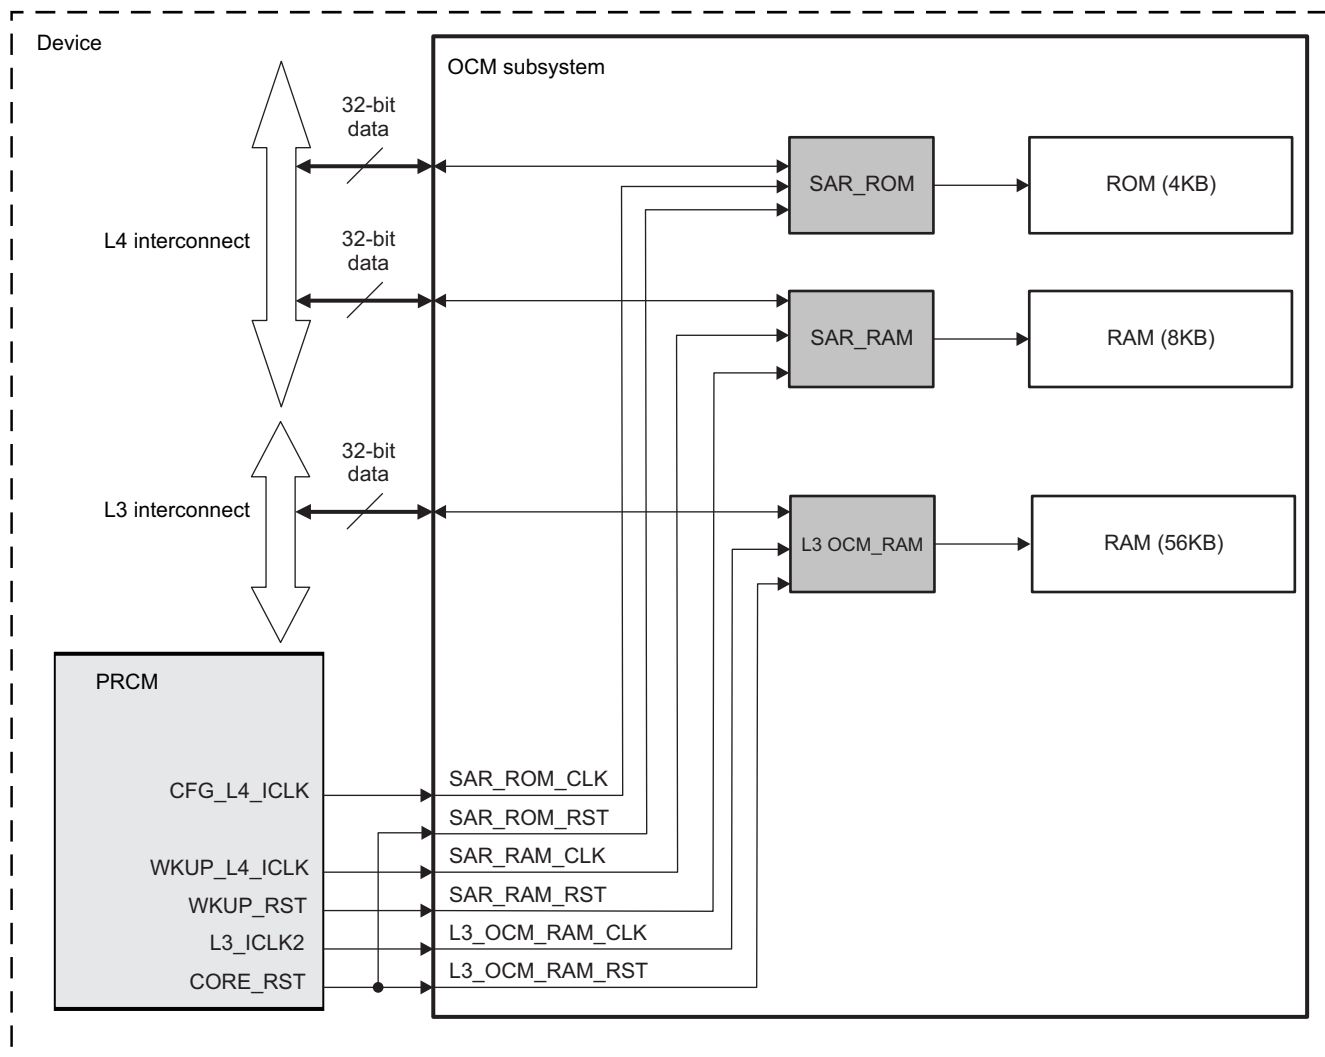 Device
OCM subsystem
32-bit
data
SAR_ROM
ROM (4KB)
L4 interconnect
32-bit
data
SAR_RAM
RAM (8KB)
32-bit
data
L3 interconnect
L3 OCM_RAM
RAM (56KB)
PRCM
CFG_L4_ICLK
SAR_ROM_CLK
SAR_ROM_RST
WKUP_L4_ICLK
SAR_RAM_CLK
WKUP_RST
SAR_RAM_RST
L3_ICLK2
L3_OCM_RAM_CLK
CORE_RST
L3_OCM_RAM_RST